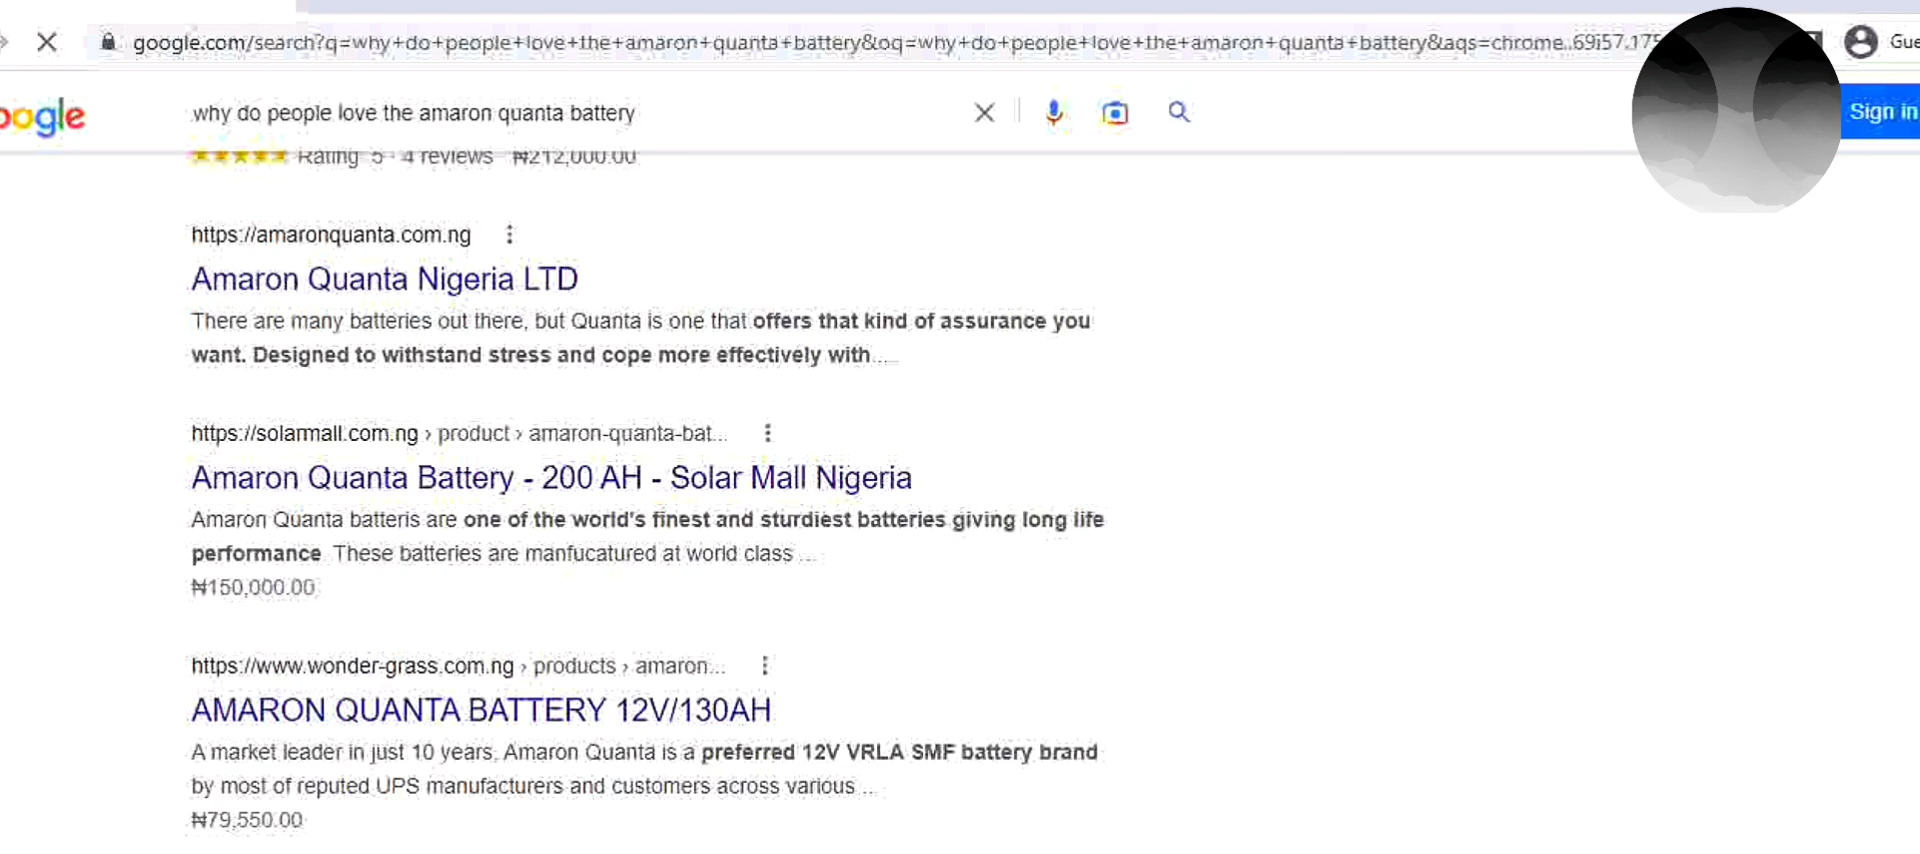 google.com/search?q=why+do+people+love+the+amaron+quanta+battery&oq=why+do+people+love+the+amaron+quanta+battery&aqs=chrome..69i57.175
Gue
oogle
why do people love the amaron quanta battery
Sign in
Rating 5 · 4 reviews ₦212,000.00
https://amaronquanta.com.ng
Amaron Quanta Nigeria LTD
There are many batteries out there, but Quanta is one that offers that kind of assurance you
want. Designed to withstand stress and cope more effectively with ...
https://solarmall.com.ng › product › amaron-quanta-bat...
Amaron Quanta Battery - 200 AH - Solar Mall Nigeria
Amaron Quanta batteris are one of the world's finest and sturdiest batteries giving long life
performance. These batteries are manfucatured at world class ...
₦150,000.00
https://www.wonder-grass.com.ng › products › amaron...
AMARON QUANTA BATTERY 12V/130AH
A market leader in just 10 years, Amaron Quanta is a preferred 12V VRLA SMF battery brand
by most of reputed UPS manufacturers and customers across various ...
₦79,550.00